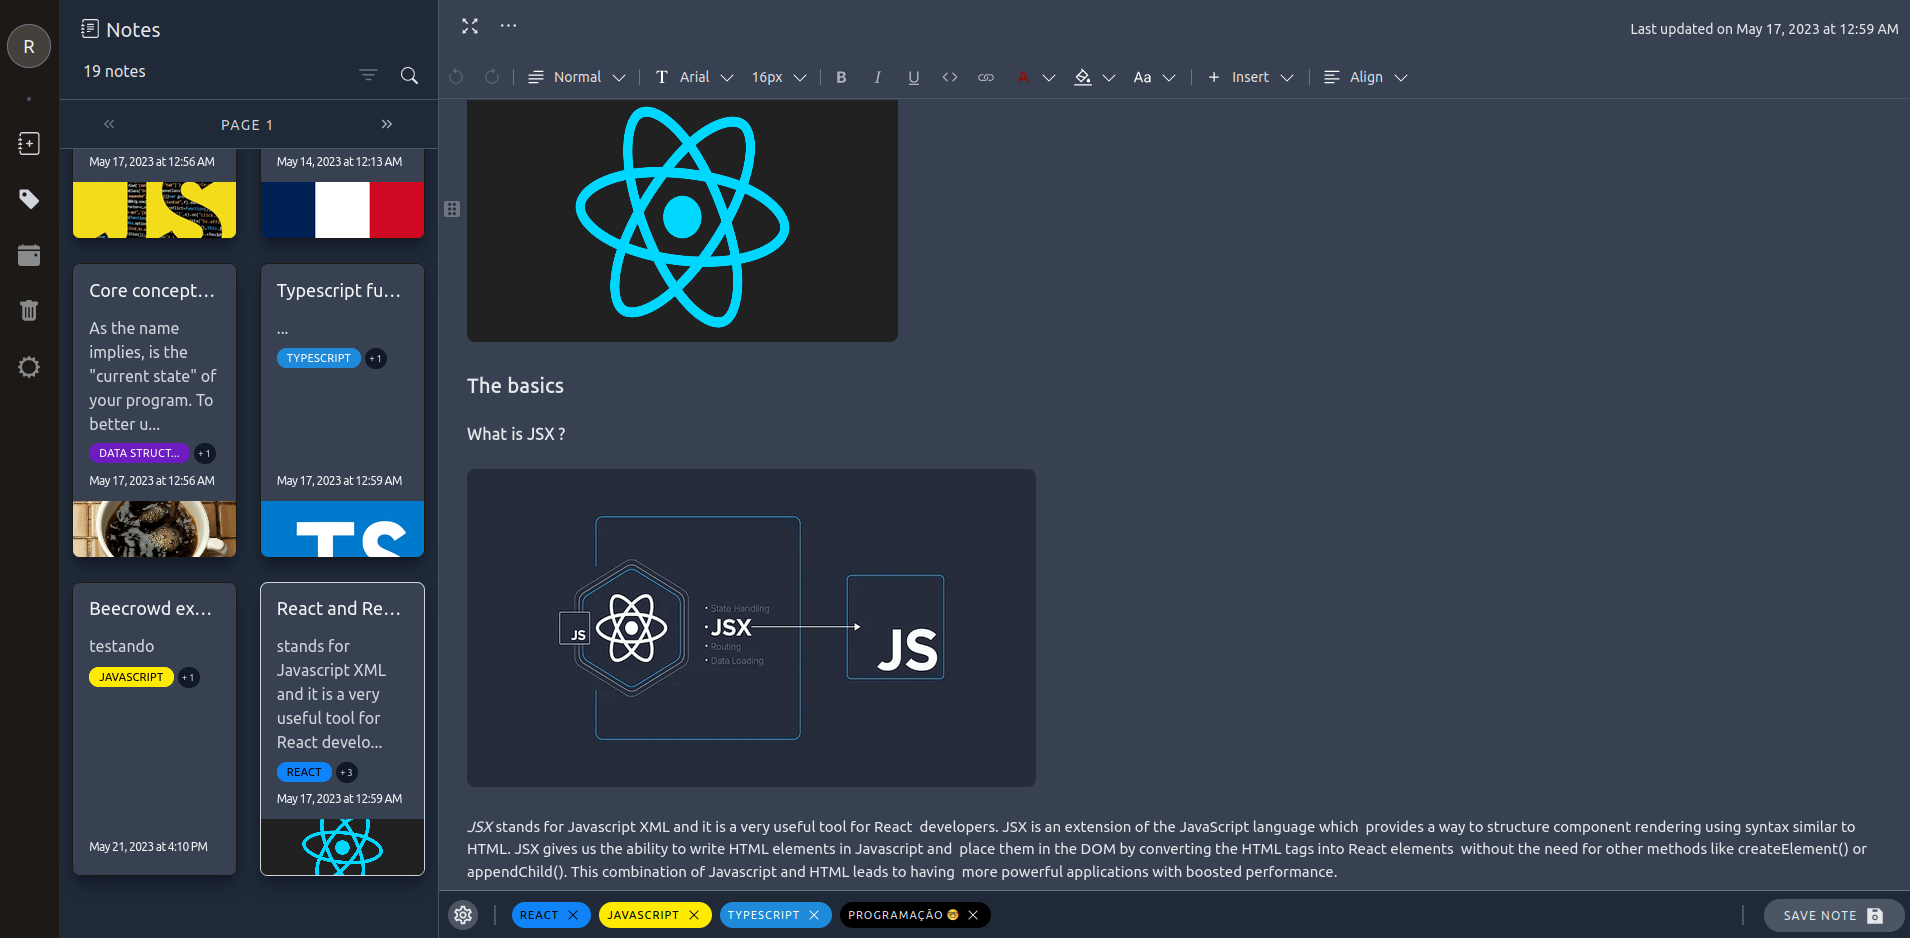 R
Notes
19 notes
PAGE 1
May 17, 2023 at 12:56 AM
May 14, 2023 at 12:13 AM
JS
Core concept...
As the name
implies, is the
"current state" of
your program. To
better u...
DATA STRUCT...
+ 1
May 17, 2023 at 12:56 AM
Typescript fu...
...
TYPESCRIPT
+ 1
May 17, 2023 at 12:59 AM
TS
Beecrowd ex...
testando
JAVASCRIPT
+ 1
May 21, 2023 at 4:10 PM
React and Re...
stands for
Javascript XML
and it is a very
useful tool for
React develo...
REACT
+ 3
May 17, 2023 at 12:59 AM
Last updated on May 17, 2023 at 12:59 AM
Normal T Arial 16px B I U <> A Aa + Insert Align
The basics
What is JSX ?
JS
• State Handling
• JSX
• Routing
• Data Loading
JS
JSX stands for Javascript XML and it is a very useful tool for React  developers. JSX is an extension of the JavaScript language which  provides a way to structure component rendering using syntax similar to
HTML. JSX gives us the ability to write HTML elements in Javascript and  place them in the DOM by converting the HTML tags into React elements  without the need for other methods like createElement() or
appendChild(). This combination of Javascript and HTML leads to having  more powerful applications with boosted performance.
REACT JAVASCRIPT TYPESCRIPT PROGRAMAÇÃO 🤓
SAVE NOTE